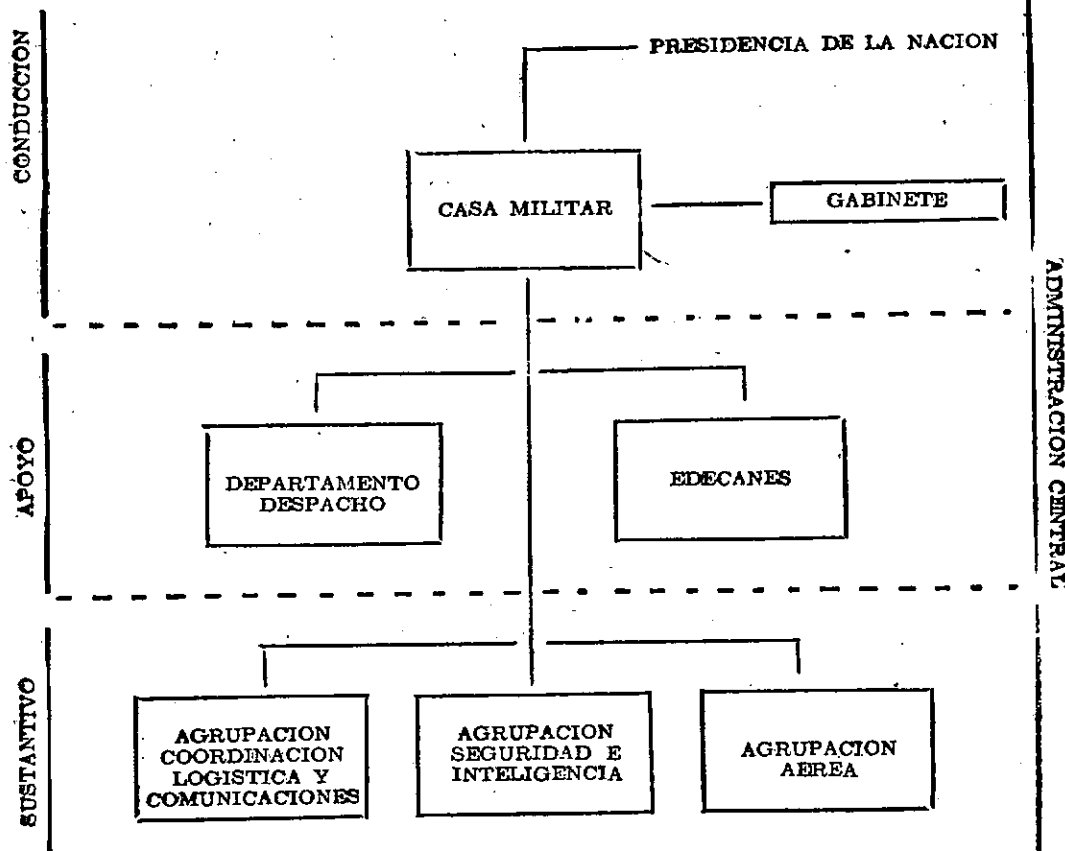 CONDUCCION
PRESIDENCIA DE LA NACION
CASA MILITAR
GABINETE
ADMINISTRACION CENTRAL
APOYO
DEPARTAMENTO
DESPACHO
EDECANES
SUSTANTIVO
AGRUPACION
COORDINACION
LOGISTICA Y
COMUNICACIONES
AGRUPACION
SEGURIDAD E
INTELIGENCIA
AGRUPACION
AEREA